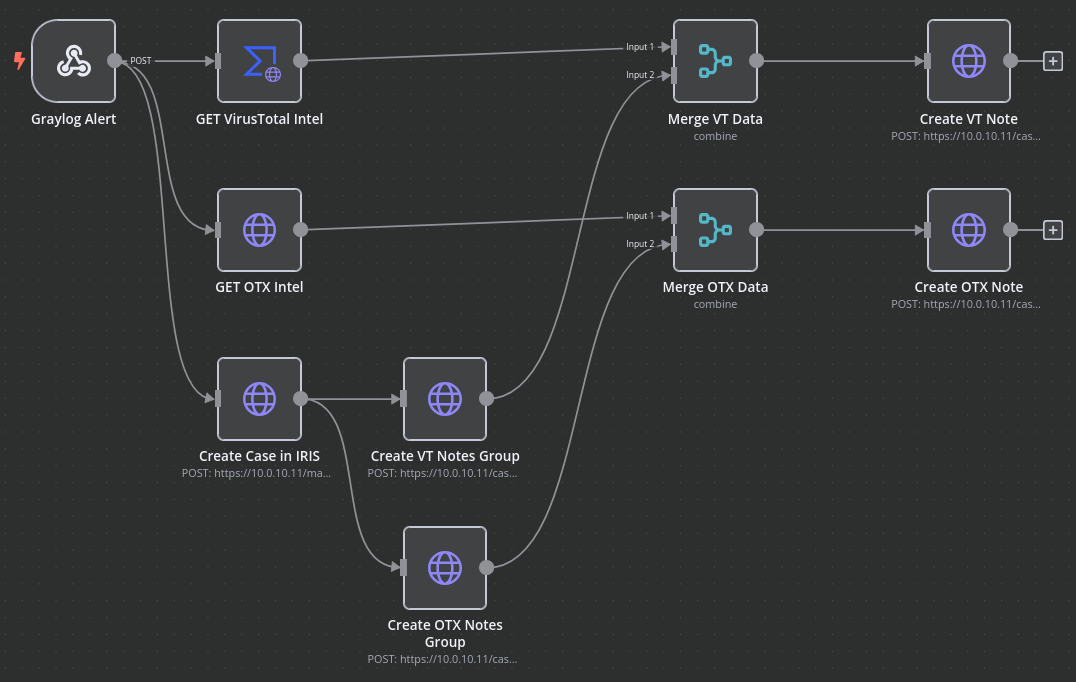 POST
Input 1
Input 2
Graylog Alert
GET VirusTotal Intel
Merge VT Data
combine
Create VT Note
POST: https://10.0.10.11/cas...
Input 1
Input 2
GET OTX Intel
Merge OTX Data
combine
Create OTX Note
POST: https://10.0.10.11/cas...
Create Case in IRIS
POST: https://10.0.10.11/ma...
Create VT Notes Group
POST: https://10.0.10.11/cas...
Create OTX Notes
Group
POST: https://10.0.10.11/cas...